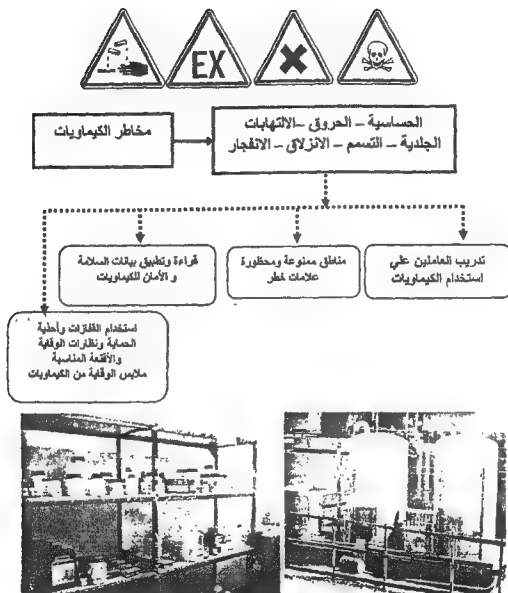 EX
مخاطر الكيماويات
الحساسية – الحروق –الالتهابات
الجلدية – التسمم – الانزلاق – الانفجار
تدريب العاملين علي
استخدام الكيماويات
مناطق ممنوعة ومحظورة
علامات خطر
قراءة وتطبيق بيانات السلامة
و الأمان للكيماويات
استخدام القفازات وأحذية
الحماية ونظارات الوقاية
والأقنعة المناسبة
ملابس الوقاية من الكيماويات